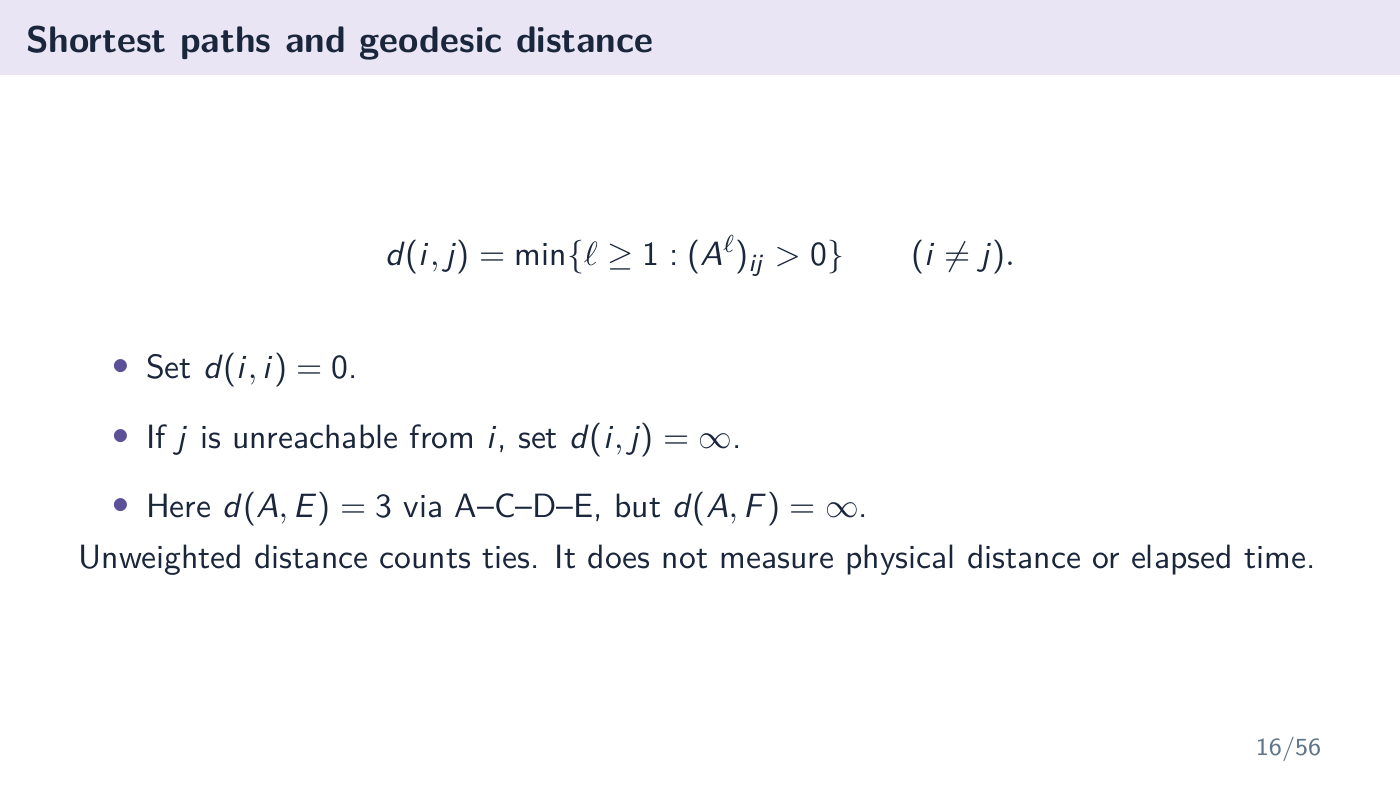 Shortest paths and geodesic distance
d(i, j) = min{ℓ ≥ 1 : (A^ℓ)_{ij} > 0}  (i ≠ j).
• Set d(i, i) = 0.
• If j is unreachable from i, set d(i, j) = ∞.
• Here d(A, E) = 3 via A–C–D–E, but d(A, F) = ∞.
Unweighted distance counts ties. It does not measure physical distance or elapsed time.
16/56